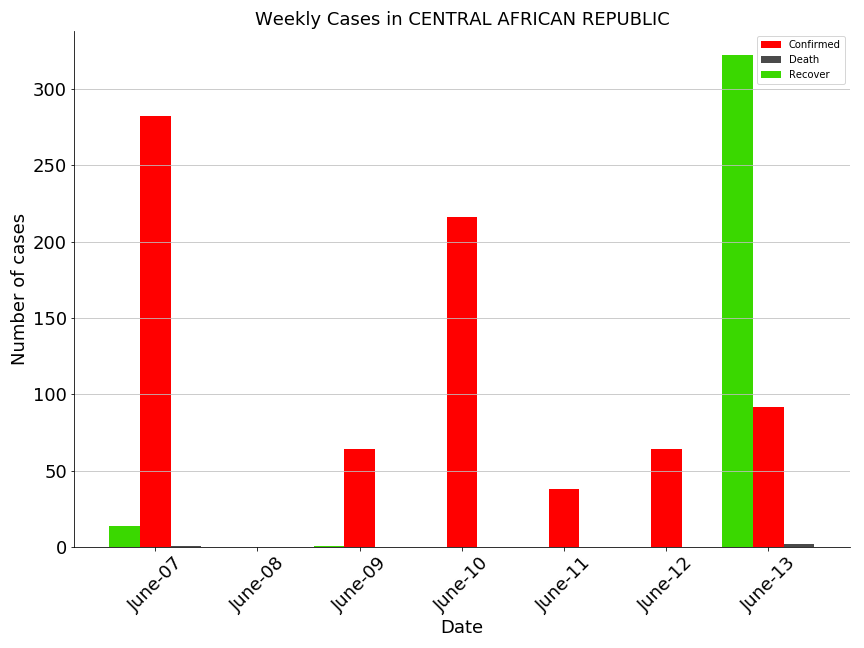 Weekly Cases in CENTRAL AFRICAN REPUBLIC
Confirmed
Death
Recover
Number of cases
300
250
200
150
100
50
0
June-07
June-08
June-09
June-10
June-11
June-12
June-13
Date